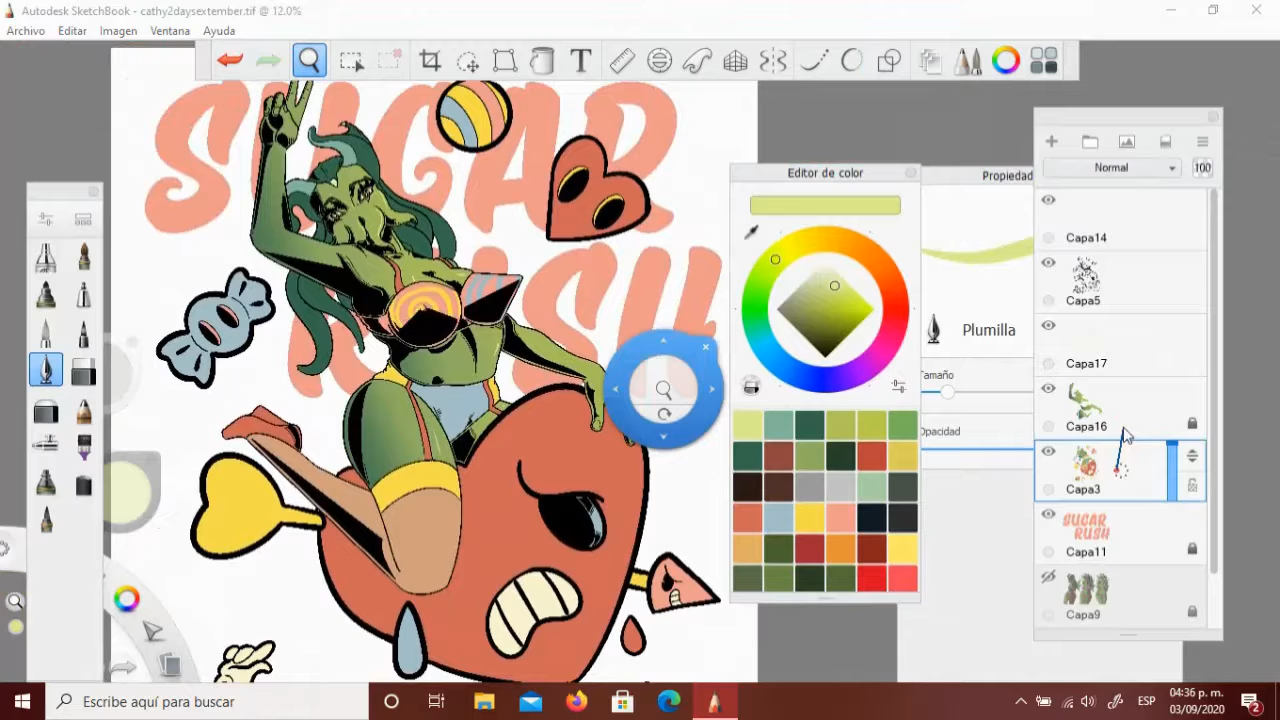 Autodesk SketchBook - cathy2daysextember.tif @ 12.0%
Archivo Editar Imagen Ventana Ayuda
T
SUGAR
RUSH
Editor de color
Propiedad
Plumilla
Tamaño
Opacidad
Normal
100
Capa14
Capa5
Capa17
Capa16
Capa3
SUGAR
RUSH
Capa11
Capa9
Escribe aquí para buscar
ESP
04:36 p. m.
03/09/2020
2